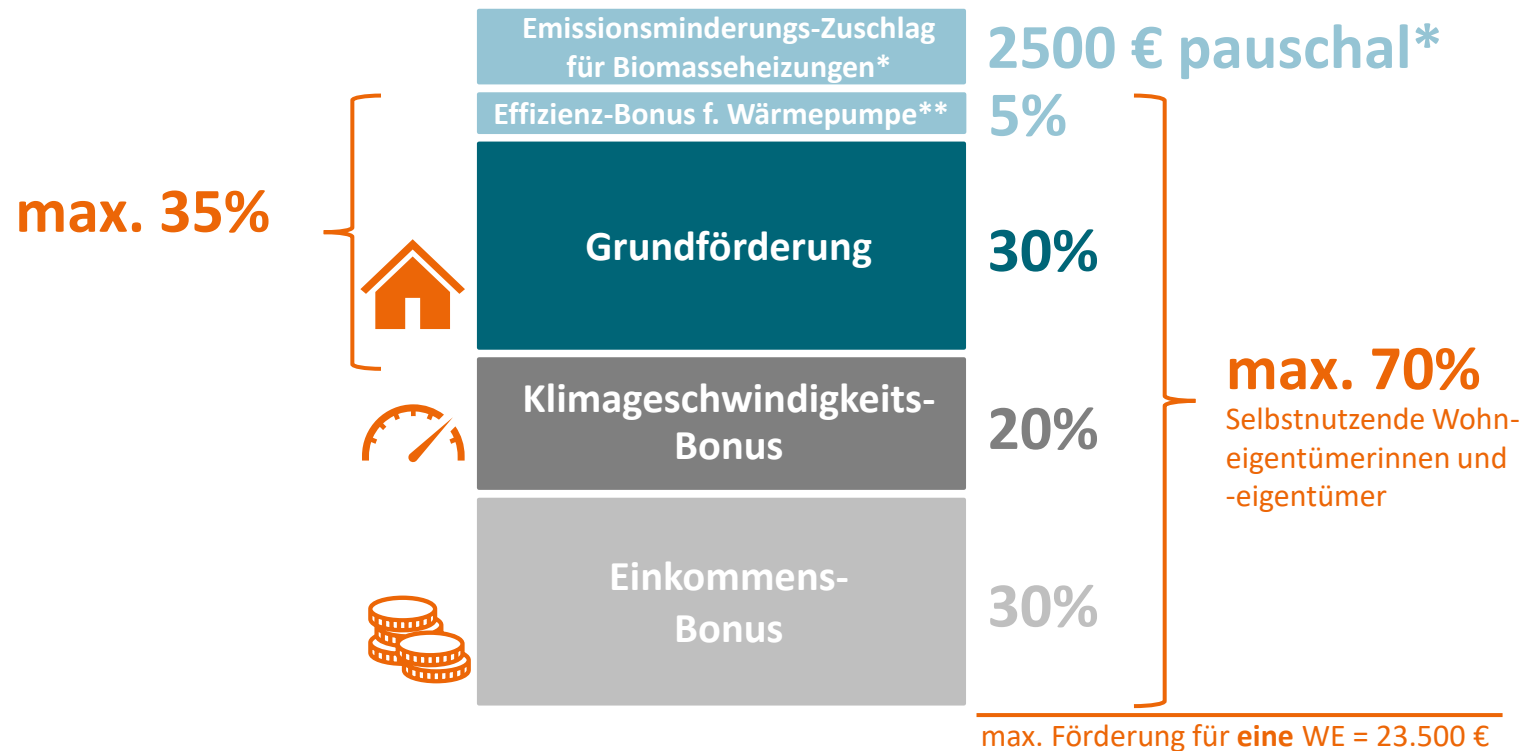 Emissionsminderungs-Zuschlag
für Biomasseheizungen*
2500 € pauschal*
Effizienz-Bonus f. Wärmepumpe**
5%
max. 35%
Grundförderung
30%
Klimageschwindigkeits-
Bonus
20%
max. 70%
Selbstnutzende Wohn-
eigentümerinnen und
-eigentümer
Einkommens-
Bonus
30%
max. Förderung für eine WE = 23.500 €